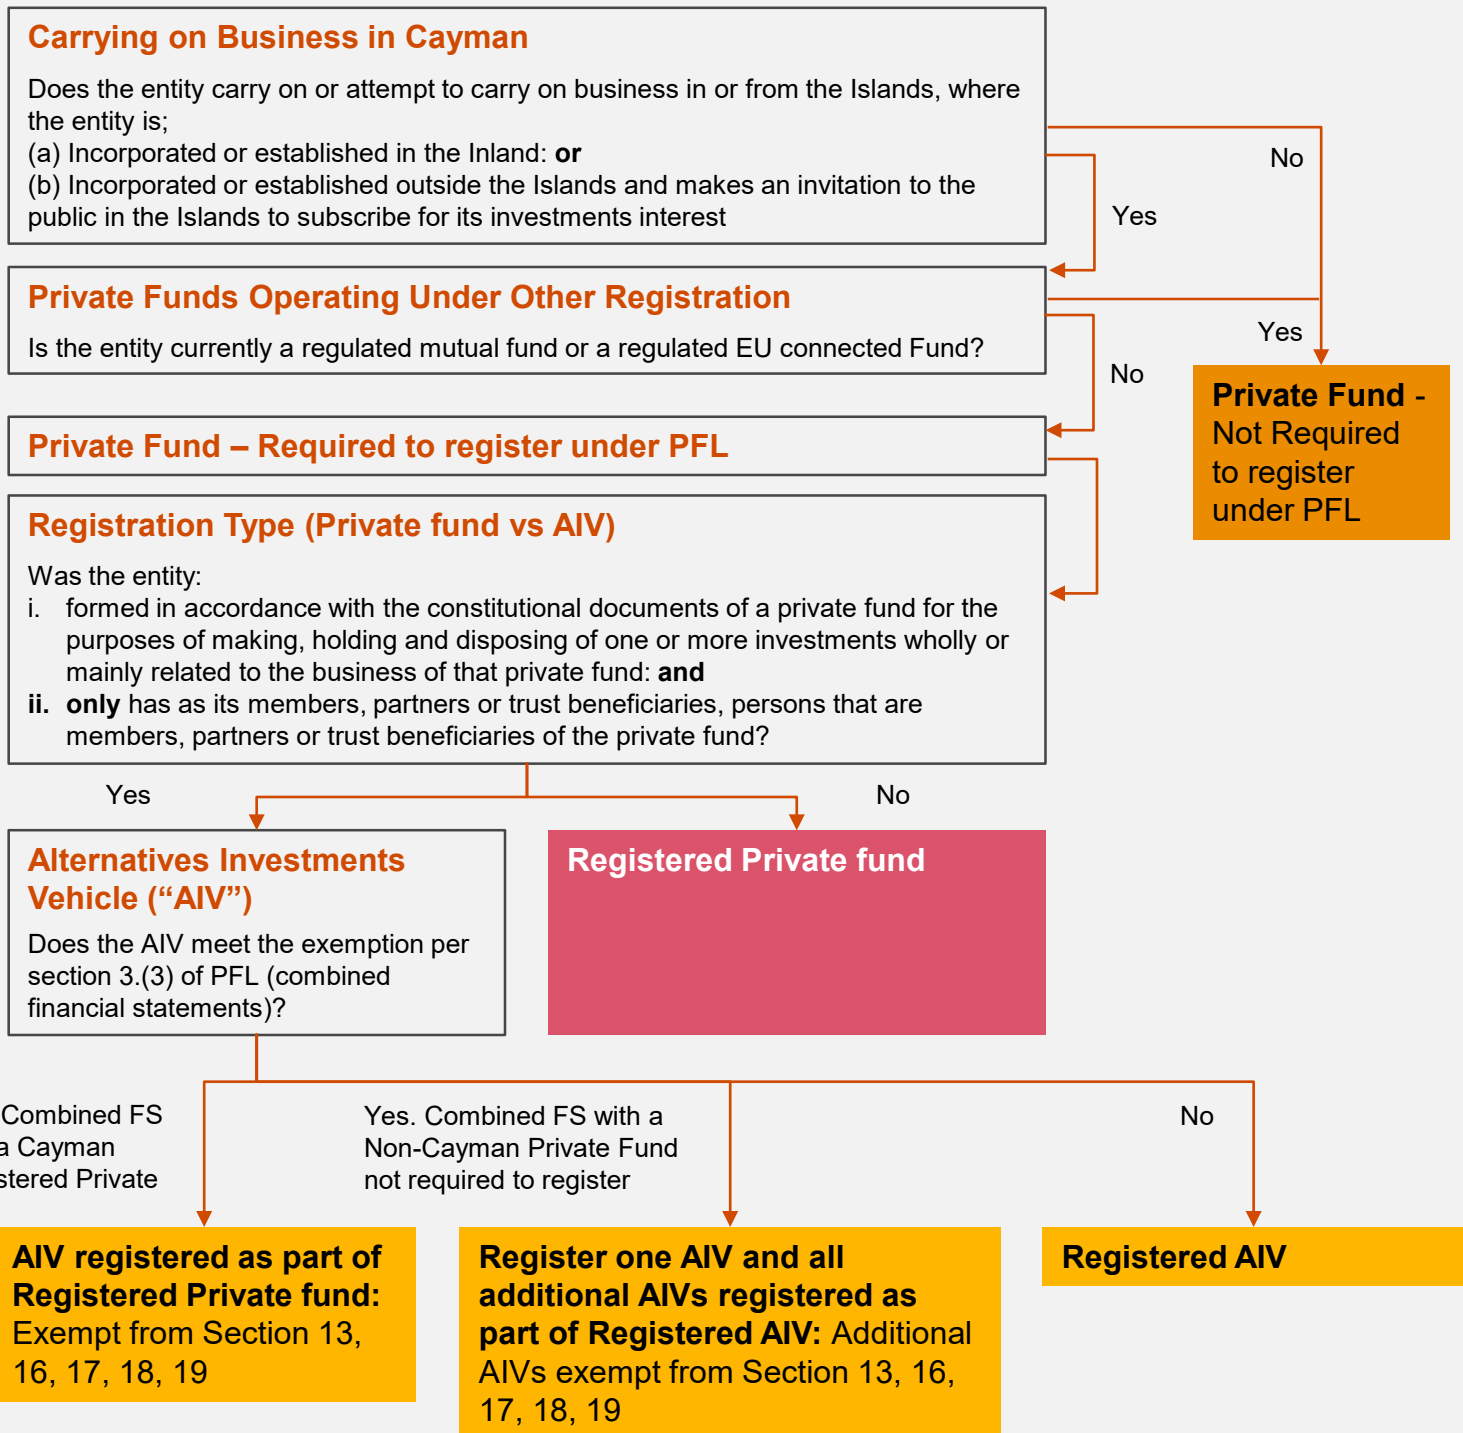 Carrying on Business in Cayman
Does the entity carry on or attempt to carry on business in or from the Islands, where
the entity is;
(a) Incorporated or established in the Inland: or
(b) Incorporated or established outside the Islands and makes an invitation to the
public in the Islands to subscribe for its investments interest
No
Yes
Private Funds Operating Under Other Registration
Is the entity currently a regulated mutual fund or a regulated EU connected Fund?
Yes
No
Private Fund -
Not Required
to register
under PFL
Private Fund – Required to register under PFL
Registration Type (Private fund vs AIV)
Was the entity:
i. formed in accordance with the constitutional documents of a private fund for the
purposes of making, holding and disposing of one or more investments wholly or
mainly related to the business of that private fund: and
ii. only has as its members, partners or trust beneficiaries, persons that are
members, partners or trust beneficiaries of the private fund?
Yes
No
Alternatives Investments
Vehicle (“AIV”)
Does the AIV meet the exemption per
section 3.(3) of PFL (combined
financial statements)?
Registered Private fund
Combined FS
a Cayman
stered Private
Yes. Combined FS with a
Non-Cayman Private Fund
not required to register
No
AIV registered as part of
Registered Private fund:
Exempt from Section 13,
16, 17, 18, 19
Register one AIV and all
additional AIVs registered as
part of Registered AIV: Additional
AIVs exempt from Section 13, 16,
17, 18, 19
Registered AIV